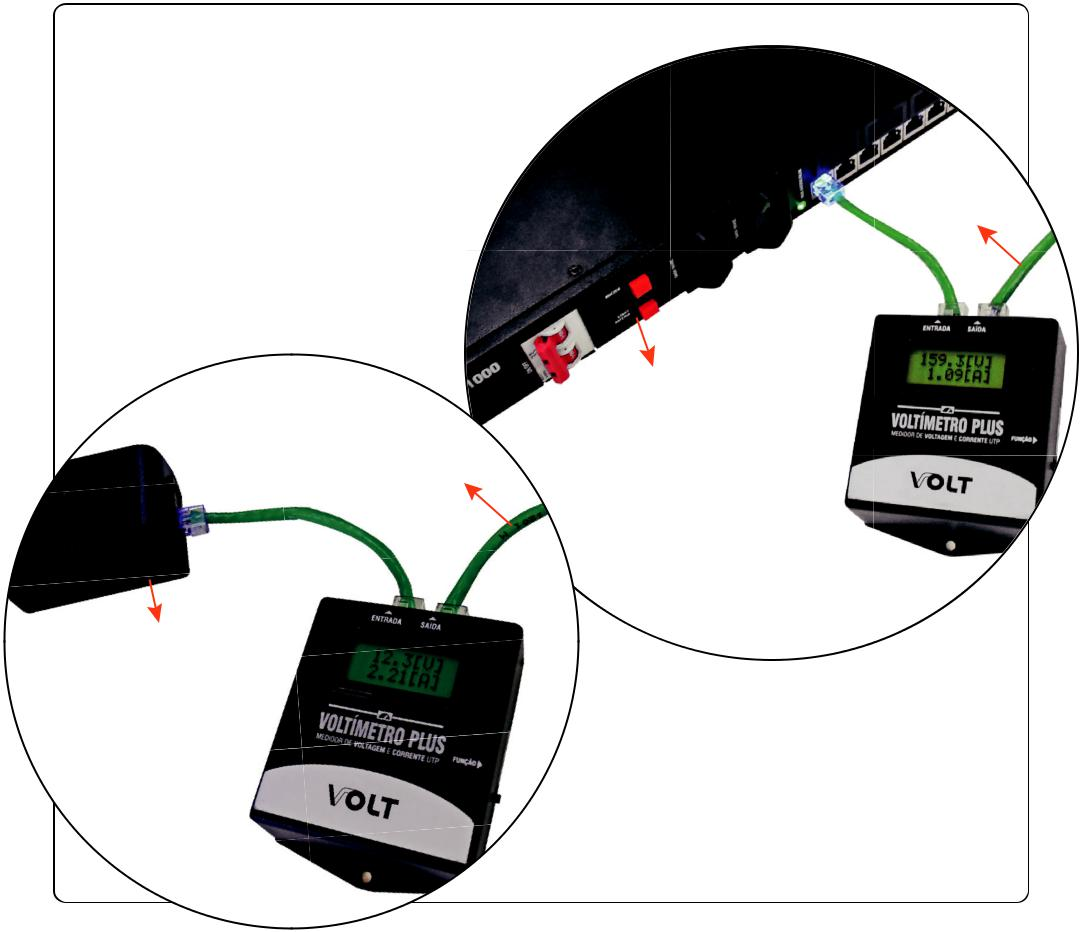 1000
ENTRADA SAÍDA
159.3[V]
1.09[A]
VOLTÍMETRO PLUS
MEDIDOR DE VOLTAGEM E CORRENTE UTP
FUNÇÃO
VOLT
ENTRADA SAÍDA
12.3[V]
2.21[A]
VOLTÍMETRO PLUS
MEDIDOR DE VOLTAGEM E CORRENTE UTP
FUNÇÃO
VOLT